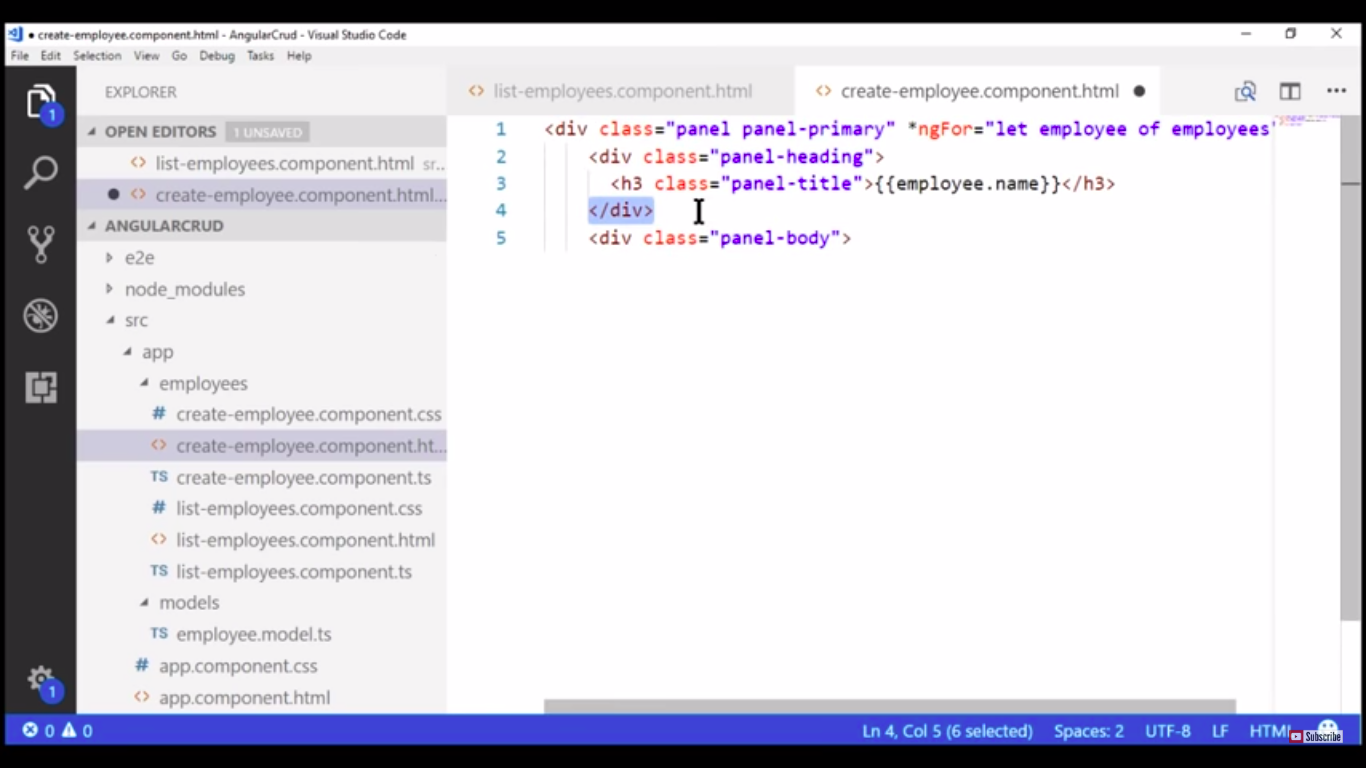 create-employee.component.html - AngularCrud - Visual Studio Code
File Edit Selection View Go Debug Tasks Help
EXPLORER
list-employees.component.html
create-employee.component.html
OPEN EDITORS 1 UNSAVED
list-employees.component.html sr...
create-employee.component.html...
ANGULARCRUD
e2e
node_modules
src
app
employees
create-employee.component.css
create-employee.component.ht...
create-employee.component.ts
list-employees.component.css
list-employees.component.html
list-employees.component.ts
models
employee.model.ts
app.component.css
app.component.html
1
1
1 <div class="panel panel-primary" *ngFor="let employee of employees"
2 <div class="panel-heading">
3 <h3 class="panel-title">{{employee.name}}</h3>
4 </div>
5 <div class="panel-body">
0 0
Ln 4, Col 5 (6 selected) Spaces: 2 UTF-8 LF HTML
Subscribe